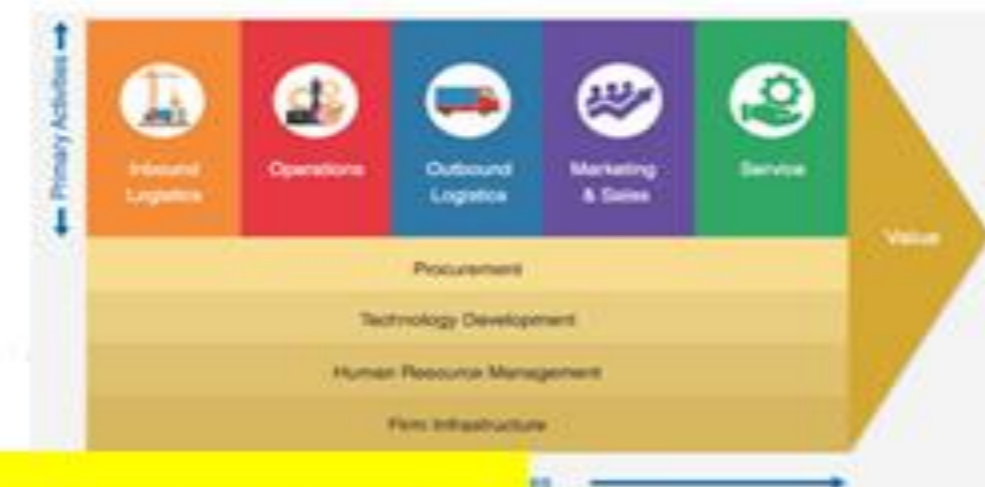 Primary Activities
Inbound
Logistics
Operations
Outbound
Logistics
Marketing
& Sales
Service
Value
Procurement
Technology Development
Human Resource Management
Firm Infrastructure
es